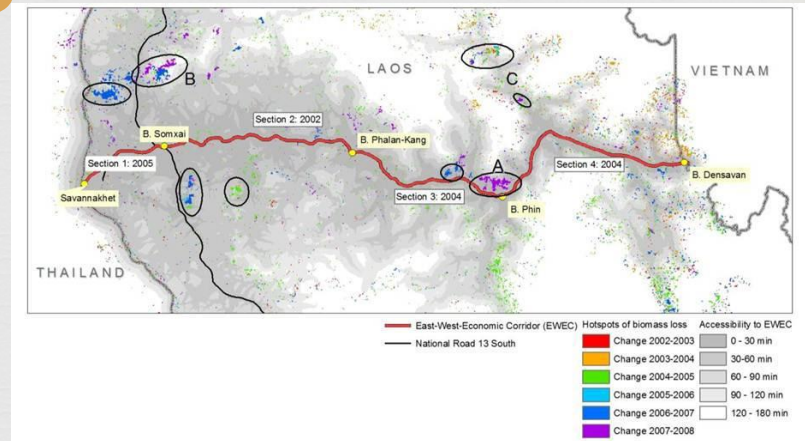 LAOS
VIETNAM
C
B
Section 2: 2002
B. Somxai
B. Phalan-Kang
Section 1: 2005
A
Section 4: 2004
B. Densavan
Savannakhet
Section 3: 2004
B. Phin
THAILAND
East-West-Economic Corridor (EWEC)
National Road 13 South
Hotspots of biomass loss
Change 2002-2003
Change 2003-2004
Change 2004-2005
Change 2005-2006
Change 2006-2007
Change 2007-2008
Accessibility to EWEC
0 - 30 min
30-60 min
60 - 90 min
90 - 120 min
120 - 180 min